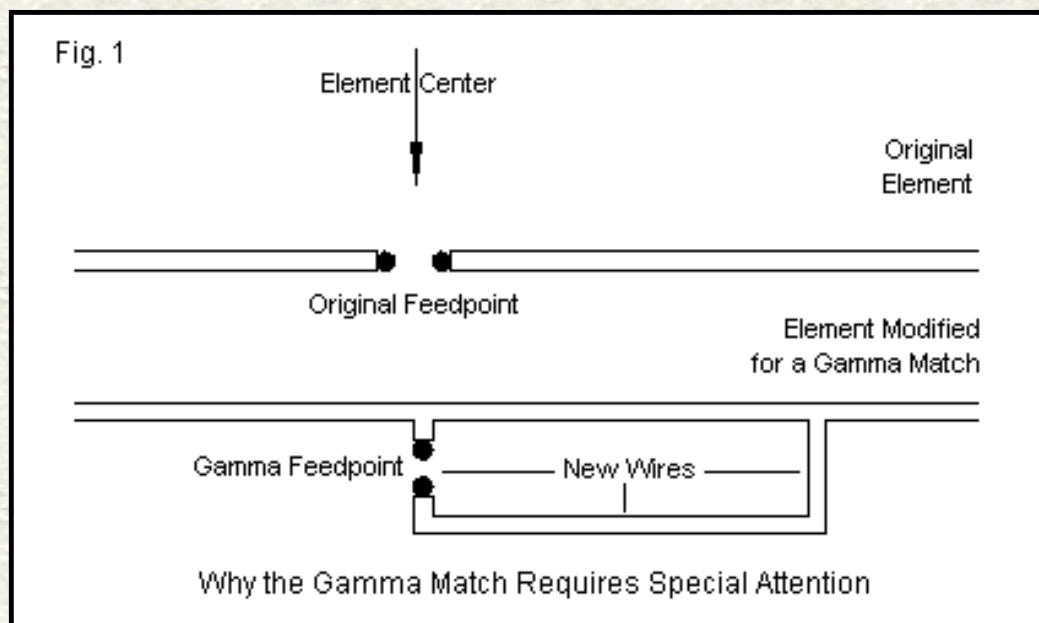 Fig. 1
Element Center
Original
Element
Original Feedpoint
Element Modified
for a Gamma Match
Gamma Feedpoint
New Wires
Why the Gamma Match Requires Special Attention